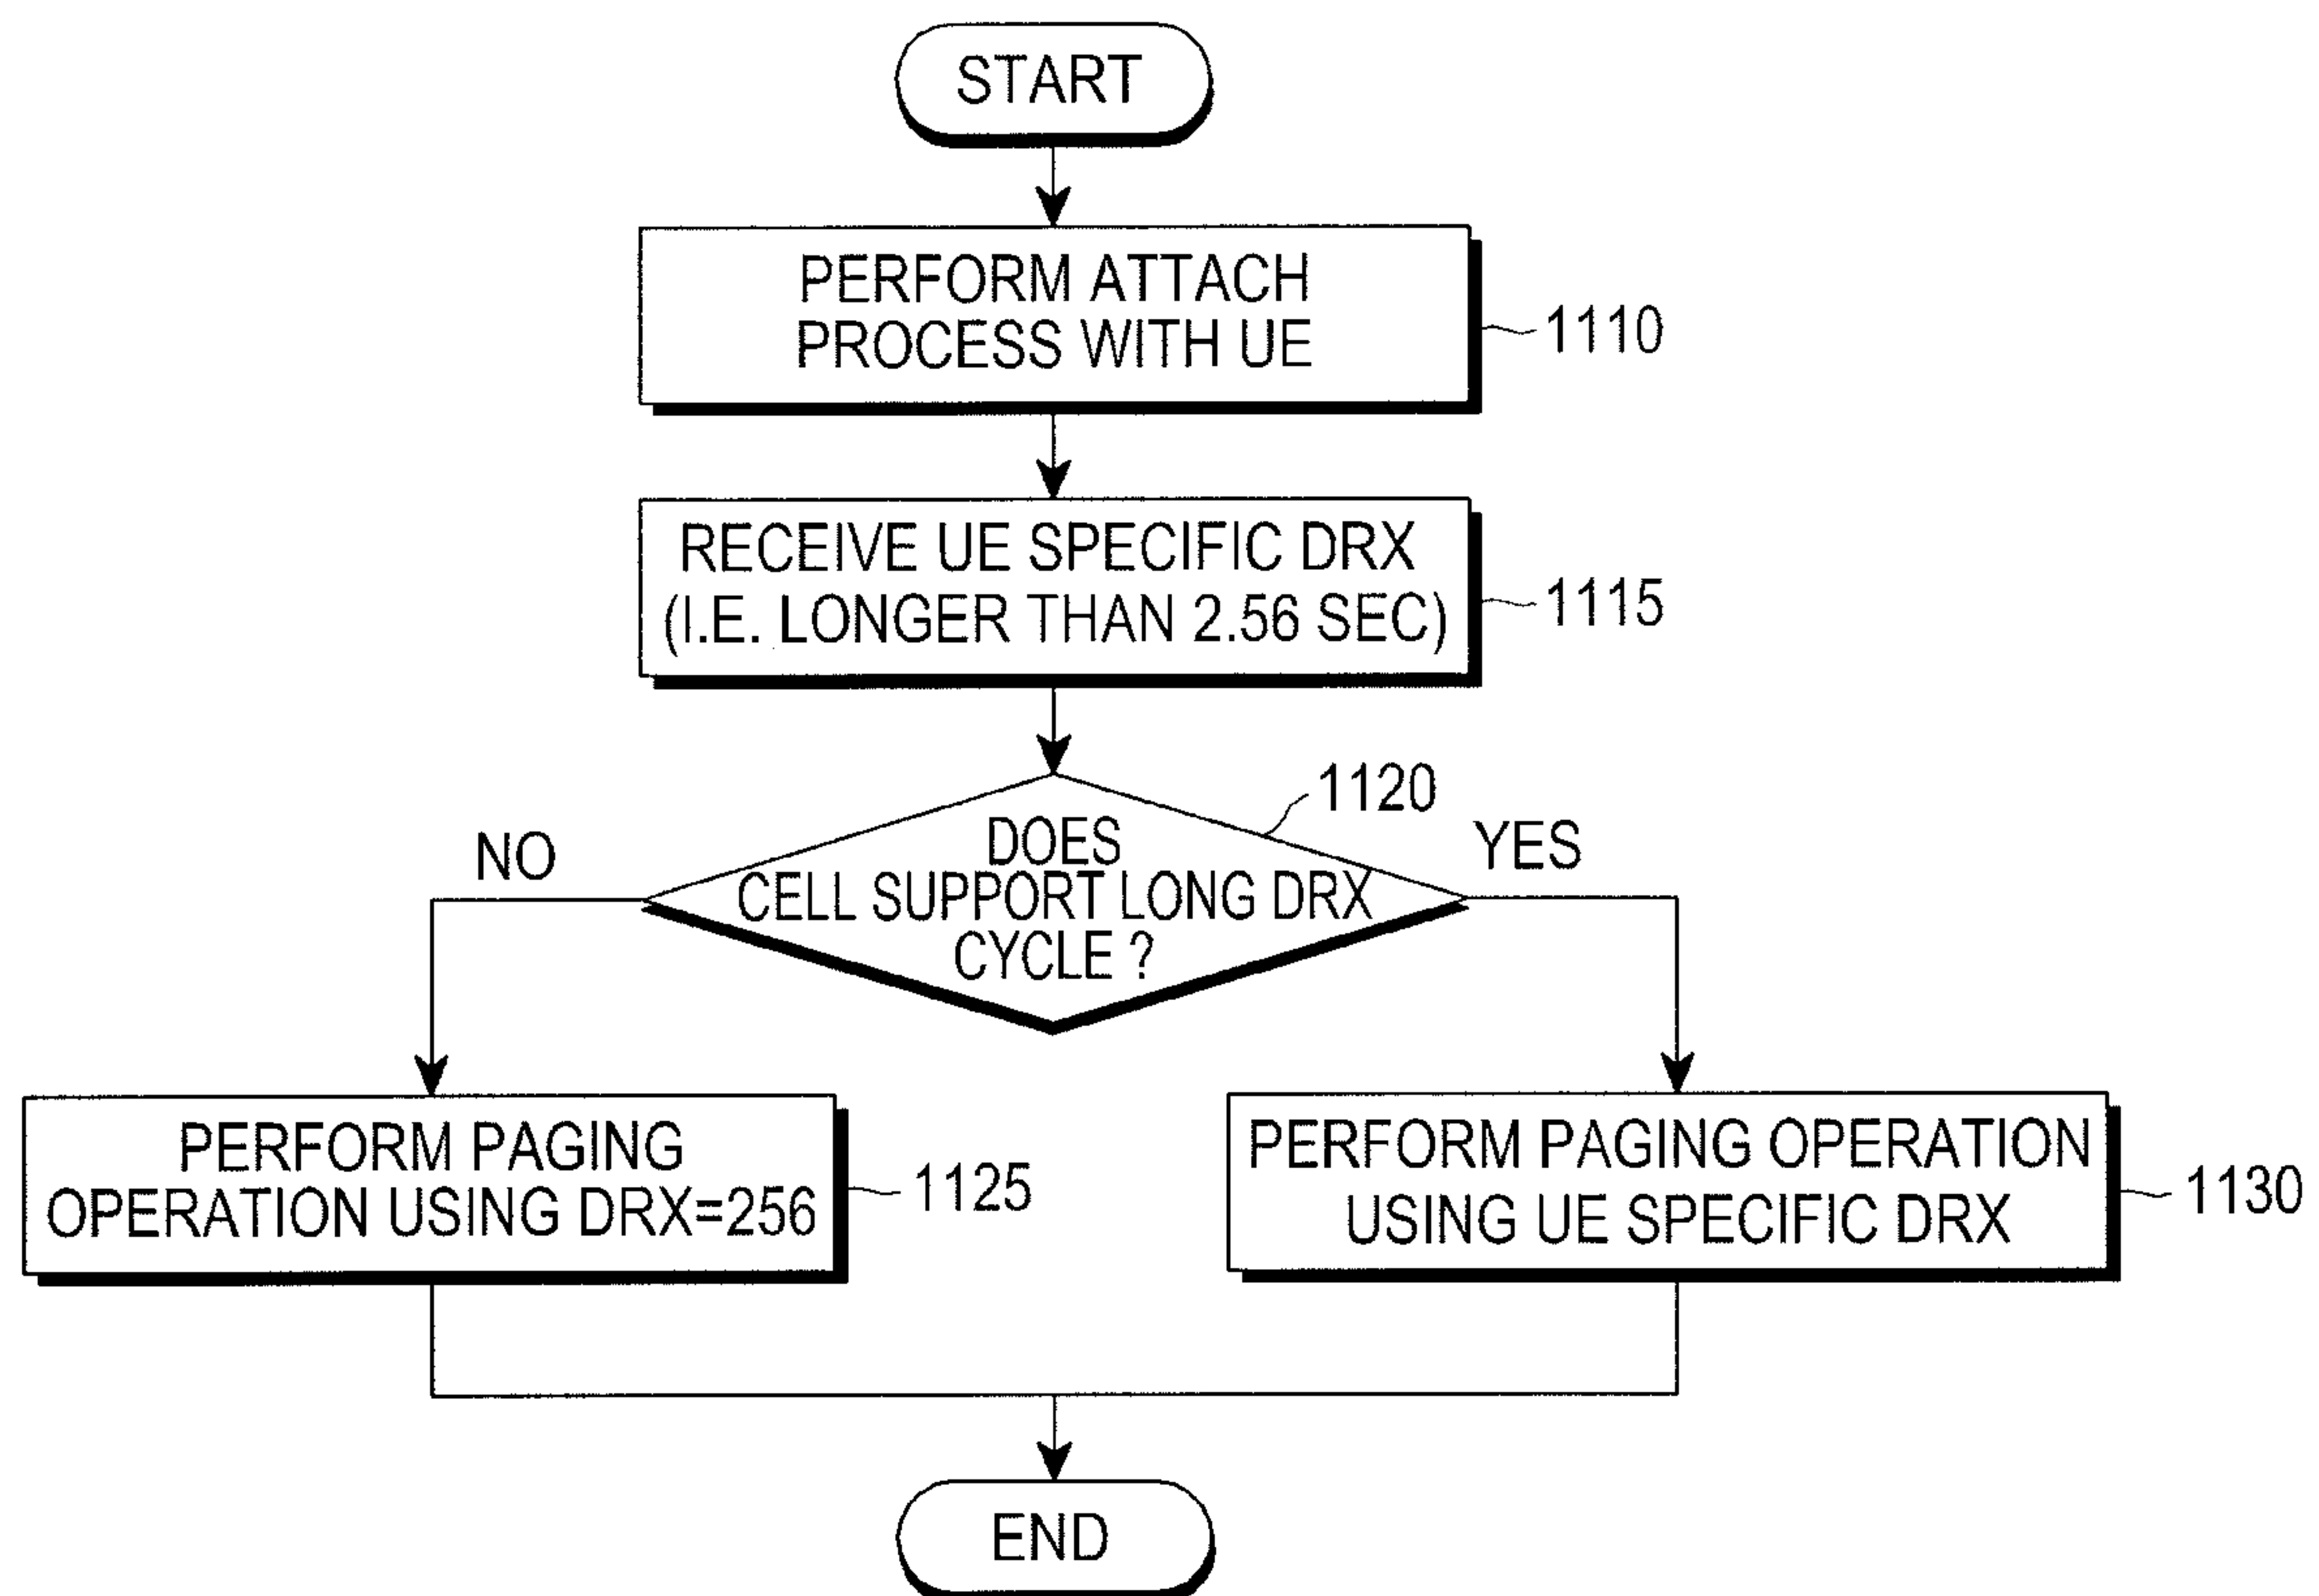 START
PERFORM ATTACH
PROCESS WITH UE
1110
RECEIVE UE SPECIFIC DRX
(I.E. LONGER THAN 2.56 SEC)
1115
1120
DOES
CELL SUPPORT LONG DRX
CYCLE ?
NO
YES
PERFORM PAGING
OPERATION USING DRX=256
1125
PERFORM PAGING OPERATION
USING UE SPECIFIC DRX
1130
END